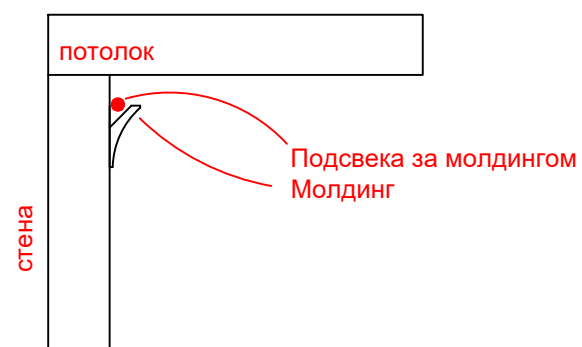 потолок
Подсвека за молдингом
Молдинг
стена